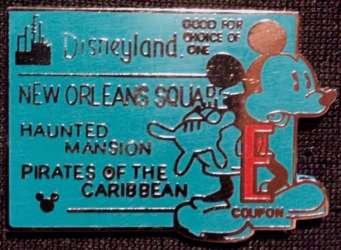 Disneyland
GOOD FOR
CHOICE OF
ONE
NEW ORLEANS SQUARE
HAUNTED
MANSION
PIRATES OF THE
CARIBBEAN
E
COUPON